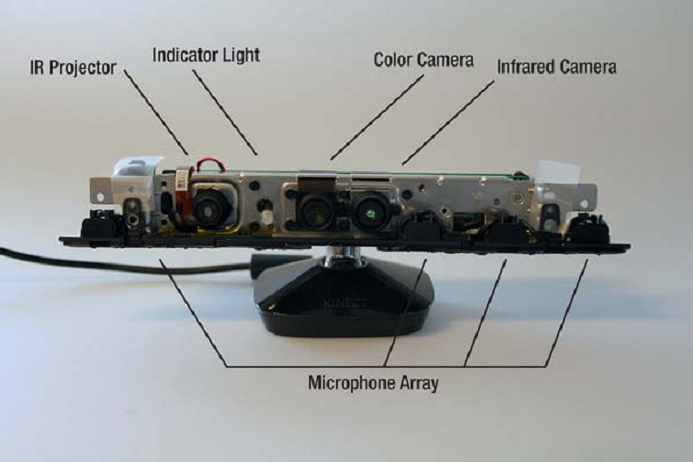 Indicator Light
IR Projector
Color Camera
Infrared Camera
KINECT
Microphone Array